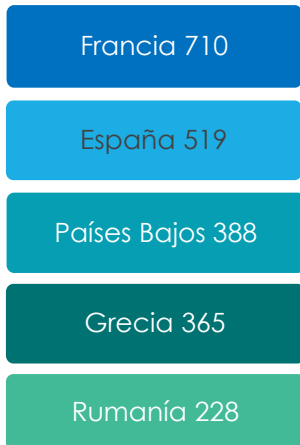 Francia 710
España 519
Países Bajos 388
Grecia 365
Rumanía 228